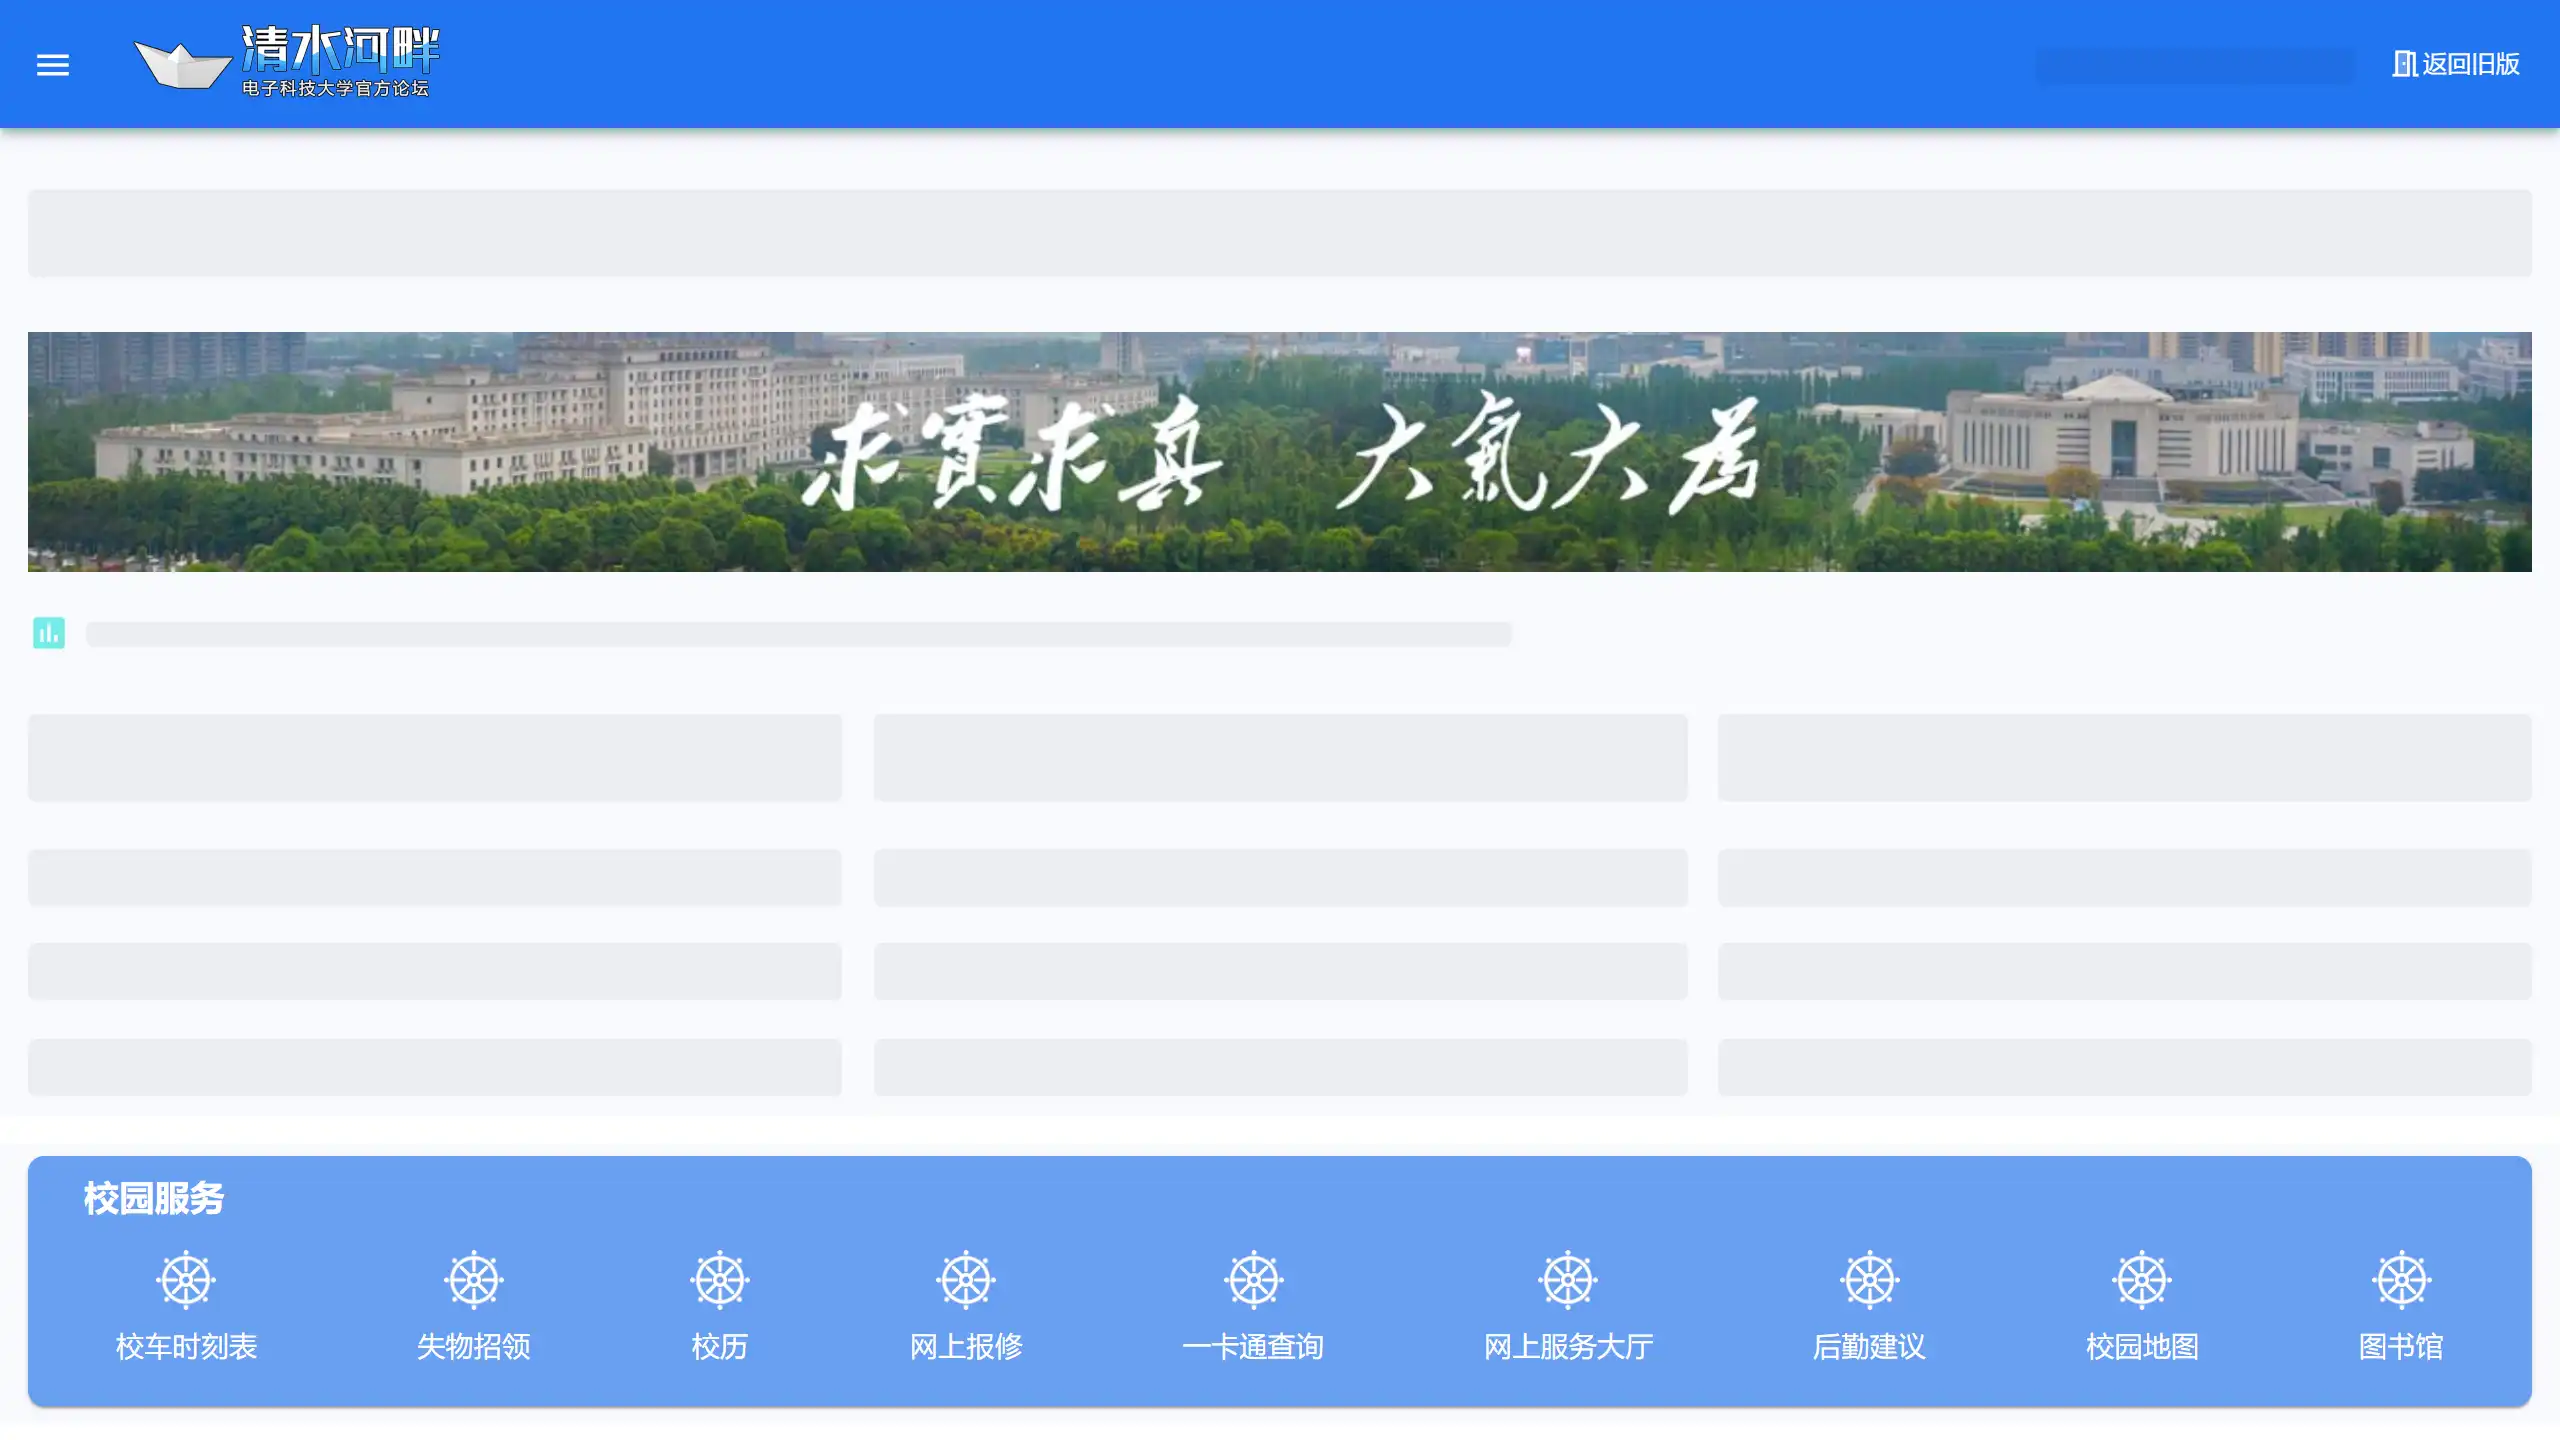 清水河畔
电子科技大学官方论坛
返回旧版
求實求真 大氣大為
校园服务
校车时刻表
失物招领
校历
网上报修
一卡通查询
网上服务大厅
后勤建议
校园地图
图书馆